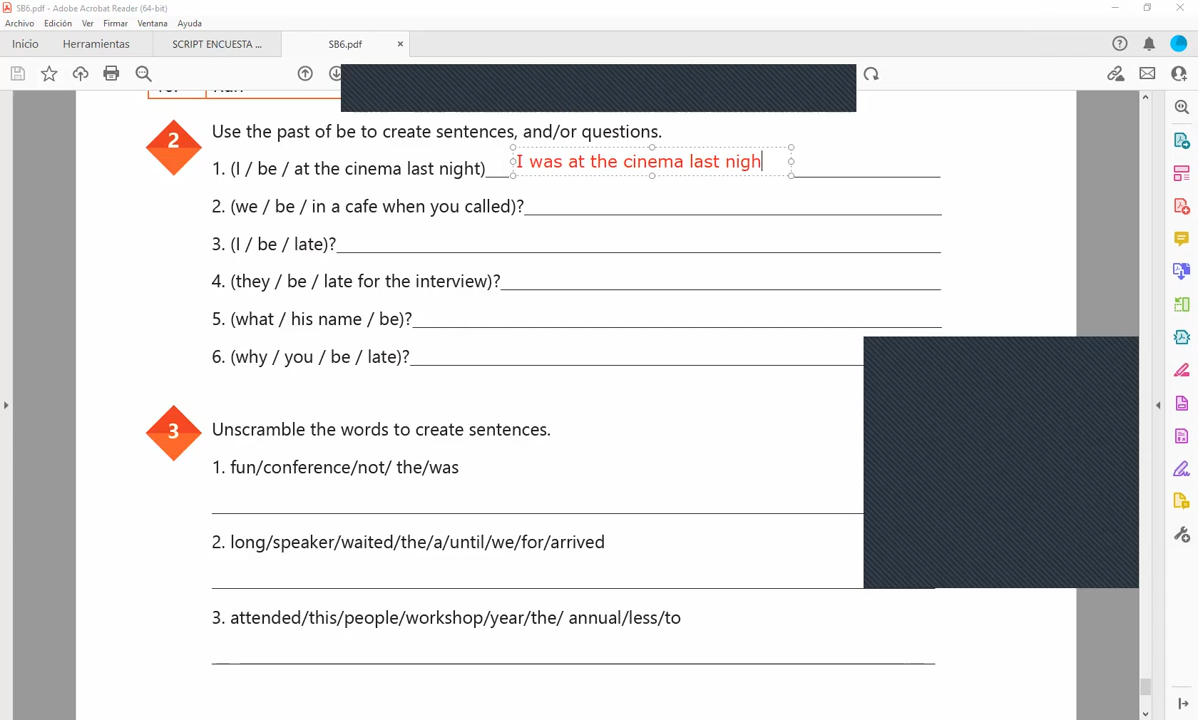 SB6.pdf - Adobe Acrobat Reader (64-bit)
Archivo Edición Ver Firmar Ventana Ayuda
Inicio Herramientas SCRIPT ENCUESTA ... SB6.pdf ×
2
Use the past of be to create sentences, and/or questions.
1. (I / be / at the cinema last night)__ I was at the cinema last nigh
2. (we / be / in a cafe when you called)?
3. (I / be / late)?
4. (they / be / late for the interview)?
5. (what / his name / be)?
6. (why / you / be / late)?
3
Unscramble the words to create sentences.
1. fun/conference/not/ the/was
2. long/speaker/waited/the/a/until/we/for/arrived
3. attended/this/people/workshop/year/the/ annual/less/to